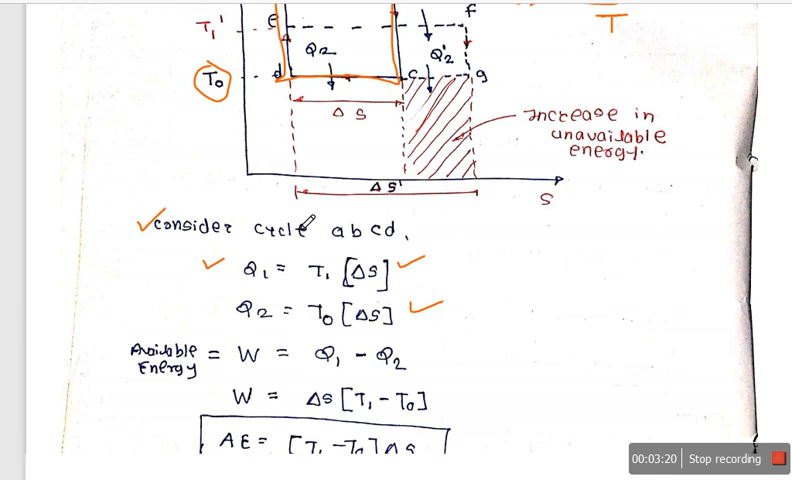 T
e f
T₁'
Q₂ Q'₂
T₀ d c g
Δs
Increase in
unavailable
energy.
Δs'
s
consider cycle abcd,
Q₁ = T₁ [Δs]
Q₂ = T₀ [Δs]
Available
Energy = W = Q₁ - Q₂
W = Δs [T₁ - T₀]
AE = [T₁ - T₀] Δs
00:03:20 Stop recording